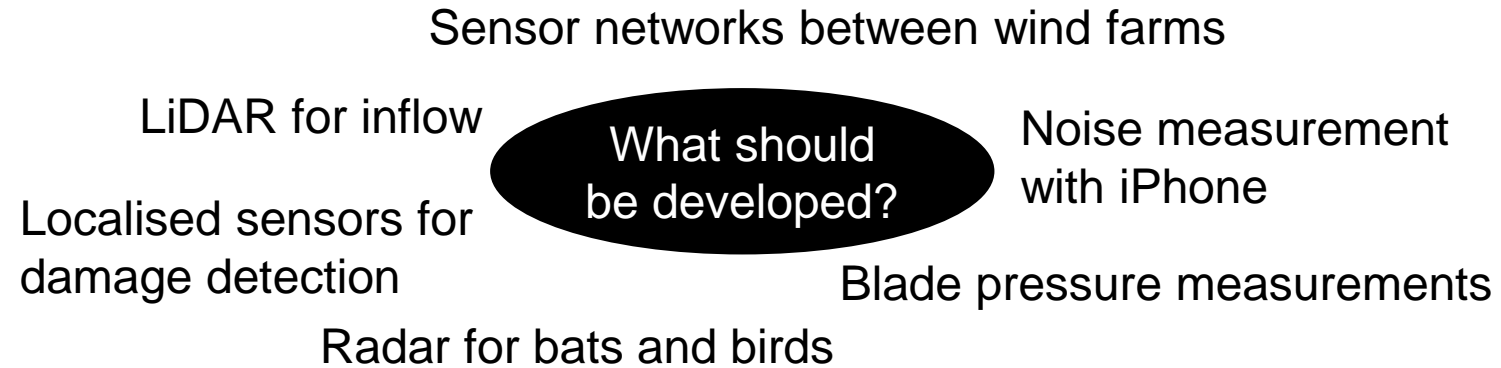 Sensor networks between wind farms
LiDAR for inflow
What should
be developed?
Noise measurement
with iPhone
Localised sensors for
damage detection
Blade pressure measurements
Radar for bats and birds